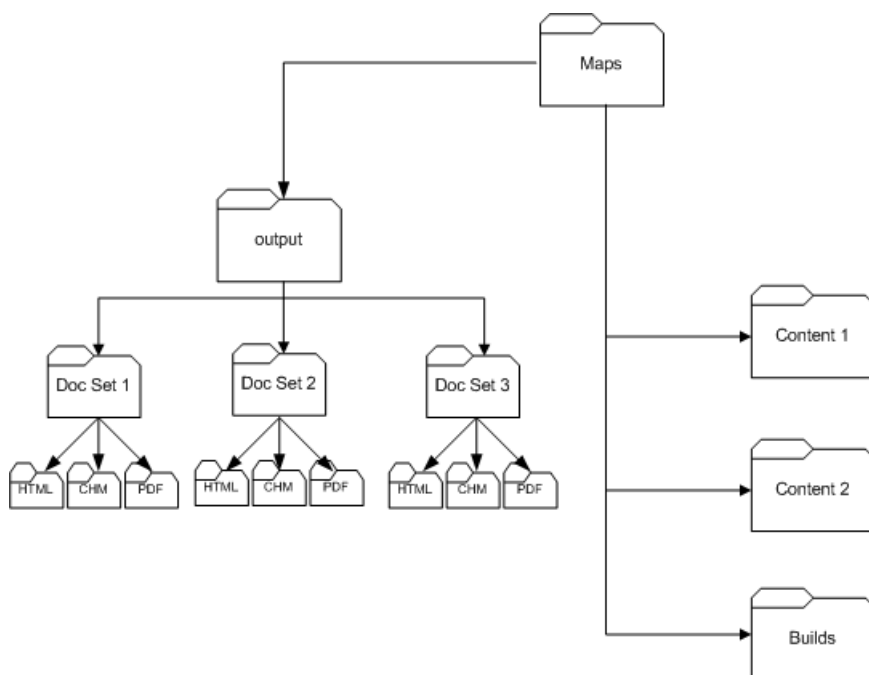 Maps
output
Content 1
Doc Set 1
Doc Set 2
Doc Set 3
HTML
CHM
PDF
HTML
CHM
PDF
HTML
CHM
PDF
Content 2
Builds